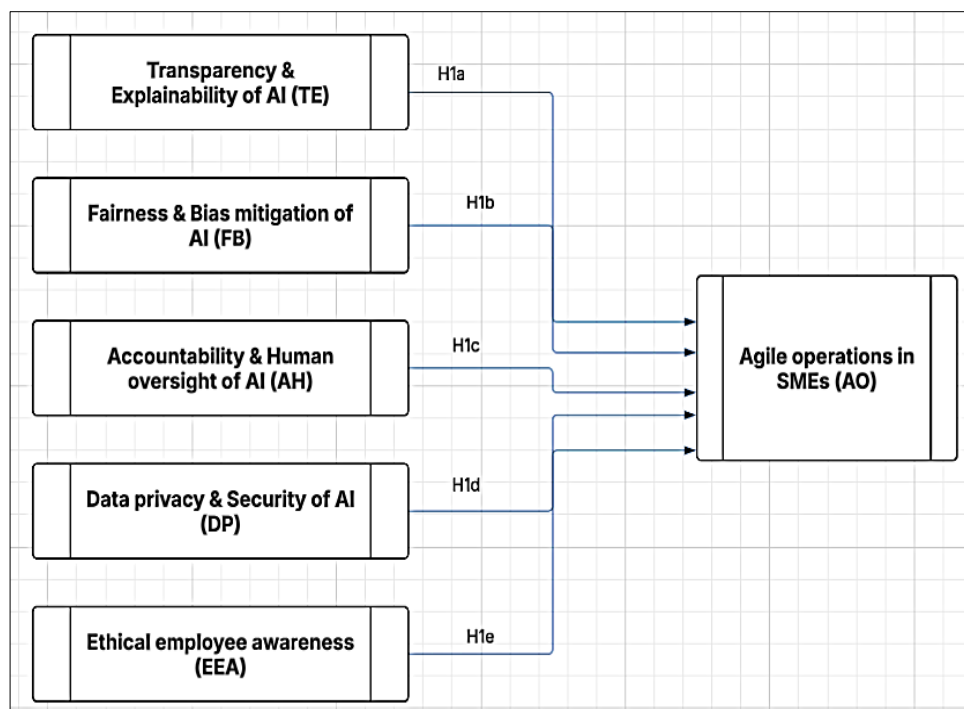 Transparency &
Explainability of AI (TE)
H1a
Fairness & Bias mitigation of
AI (FB)
H1b
Accountability & Human
oversight of AI (AH)
H1c
Agile operations in
SMEs (AO)
Data privacy & Security of AI
(DP)
H1d
Ethical employee awareness
(EEA)
H1e